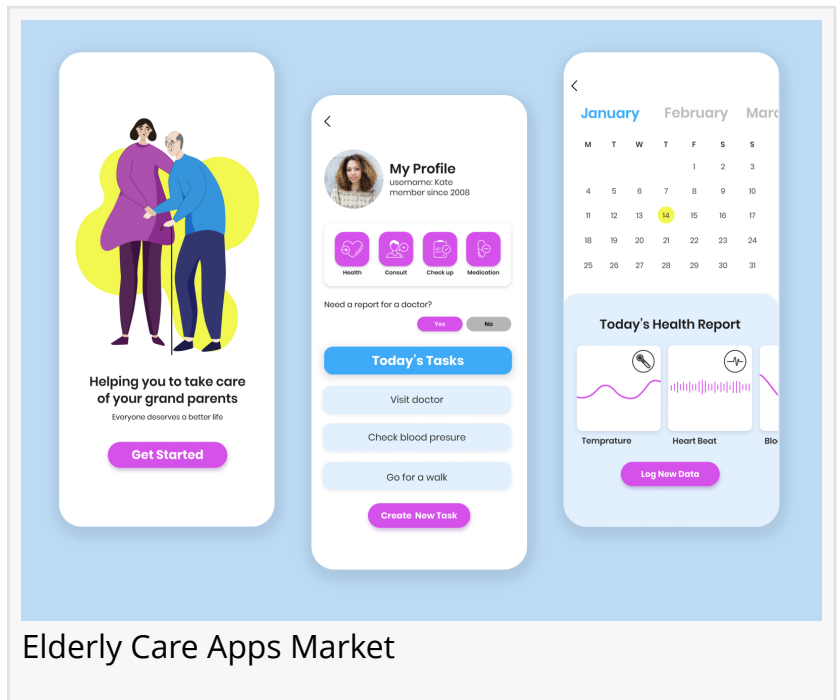 Helping you to take care
of your grand parents
Everyone deserves a better life
Get Started
My Profile
username: Kate
member since 2008
Health Consult Check up Medication
Need a report for a doctor?
Yes No
Today's Tasks
Visit doctor
Check blood presure
Go for a walk
Create New Task
January February Marc
M T W T F S S
1 2 3
4 5 6 7 8 9 10
11 12 13 14 15 16 17
18 19 20 21 22 23 24
25 26 27 28 29 30 31
Today's Health Report
Temprature Heart Beat Blo
Log New Data
Elderly Care Apps Market